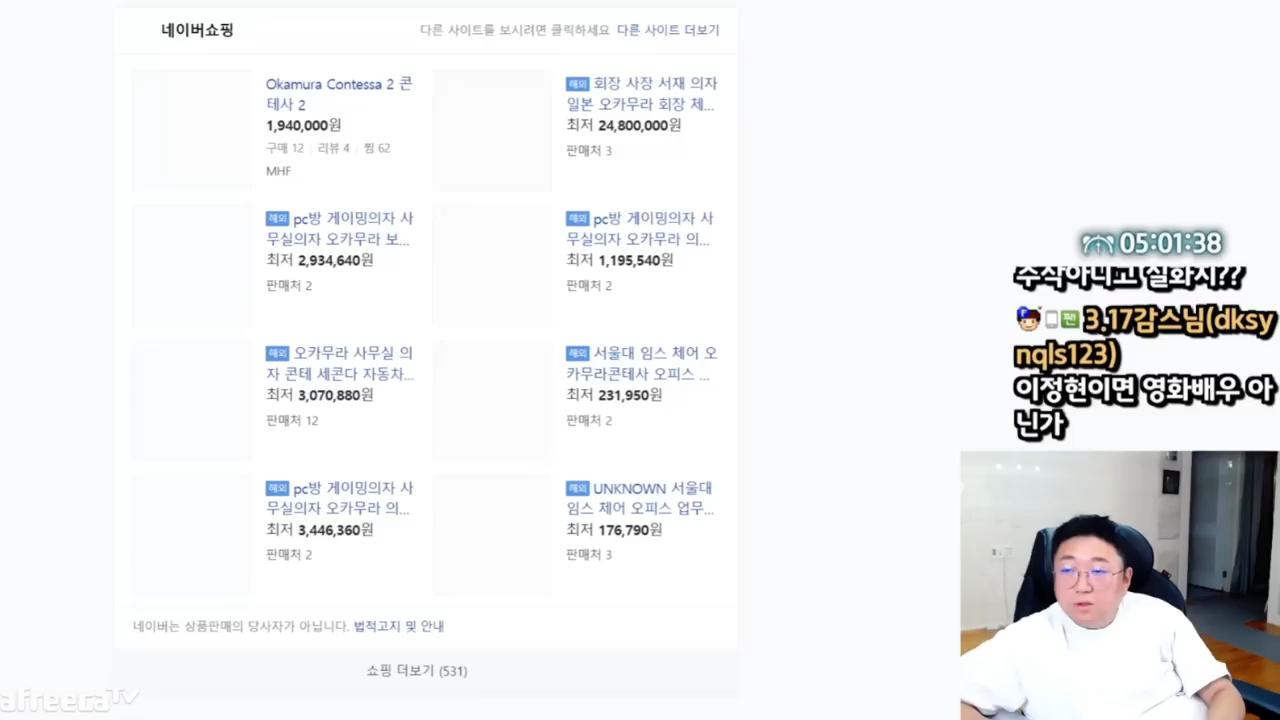 네이버쇼핑
다른 사이트를 보시려면 클릭하세요 다른 사이트 더보기
Okamura Contessa 2 콘
테사 2
1,940,000원
구매 12 리뷰 4 찜 62
MHF
해외 회장 사장 서재 의자
일본 오카무라 회장 체...
최저 24,800,000원
판매처 3
해외 pc방 게이밍의자 사
무실의자 오카무라 보...
최저 2,934,640원
판매처 2
해외 pc방 게이밍의자 사
무실의자 오카무라 의...
최저 1,195,540원
판매처 2
해외 오카무라 사무실 의
자 콘테 세콘다 자동차...
최저 3,070,880원
판매처 12
해외 서울대 임스 체어 오
카무라콘테사 오피스 ...
최저 231,950원
판매처 2
해외 pc방 게이밍의자 사
무실의자 오카무라 의...
최저 3,446,360원
판매처 2
해외 UNKNOWN 서울대
임스 체어 오피스 업무...
최저 176,790원
판매처 3
네이버는 상품판매의 당사자가 아닙니다. 법적고지 및 안내
쇼핑 더보기 (531)
05:01:38
주작아니고 실화지??
팬 3.17감스님(dksy
nqls123)
이정현이면 영화배우 아
닌가
afreecaTV